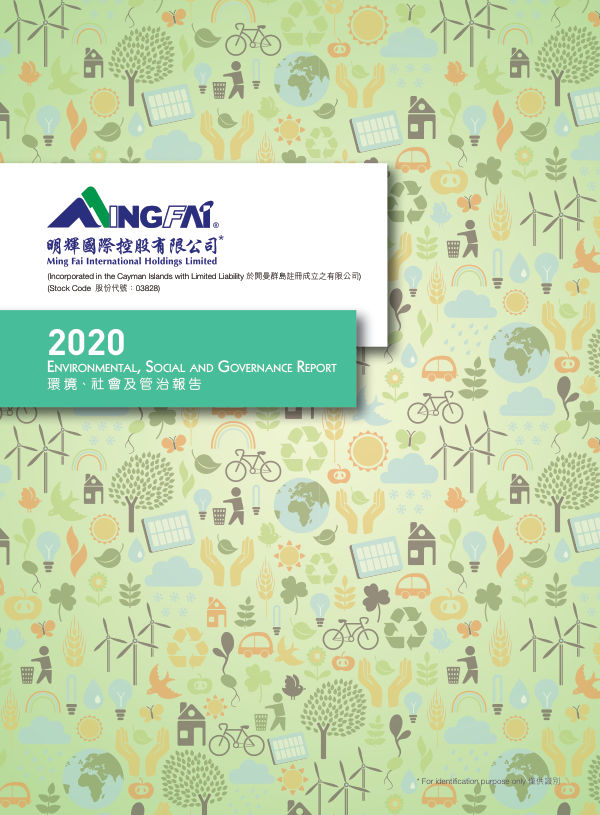 MINGFAI®
明輝國際控股有限公司*
Ming Fai International Holdings Limited
(Incorporated in the Cayman Islands with Limited Liability 於開曼群島註冊成立之有限公司)
(Stock Code 股份代號：03828)
2020
ENVIRONMENTAL, SOCIAL AND GOVERNANCE REPORT
環境、社會及管治報告
* For identification purpose only 僅供識別